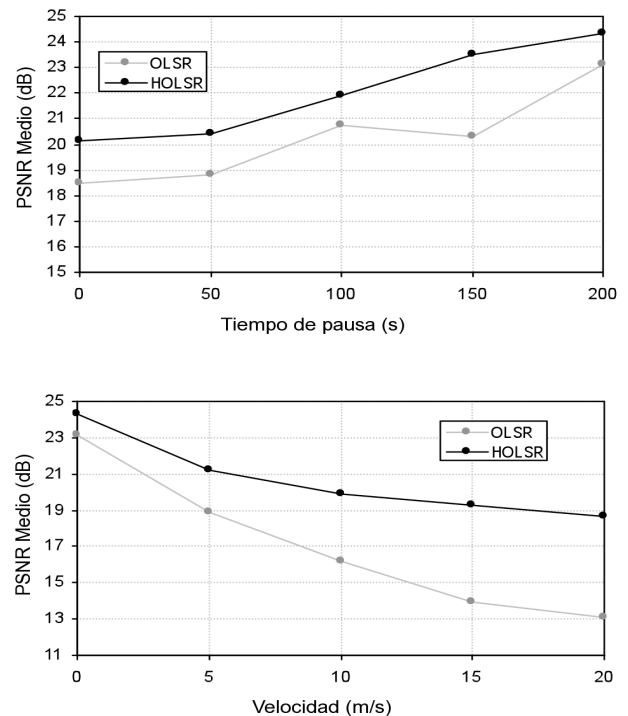 25
24
23
22
21
20
19
18
17
16
15
PSNR Medio (dB)
OLSR
HOLSR
0 50 100 150 200
Tiempo de pausa (s)
25
23
21
19
17
15
13
11
PSNR Medio (dB)
OLSR
HOLSR
0 5 10 15 20
Velocidad (m/s)